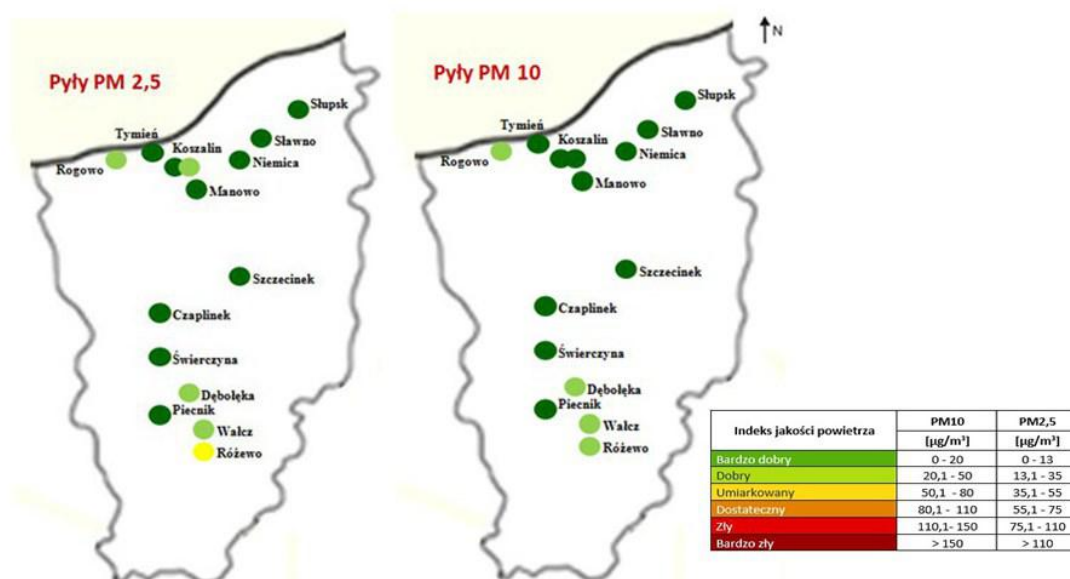 Pyły PM 2,5
Słupsk
Tymień
Sławno
Koszalin
Rogowo
Niemica
Manowo
Szczecinek
Czaplinek
Świerczyna
Dębołęka
Piecnik
Wałcz
Różewo
Pyły PM 10
N
Słupsk
Tymień
Sławno
Koszalin
Rogowo
Niemica
Manowo
Szczecinek
Czaplinek
Świerczyna
Dębołęka
Piecnik
Wałcz
Różewo
Indeks jakości powietrza PM10 PM2,5
[µg/m³] [µg/m³]
Bardzo dobry 0 - 20 0 - 13
Dobry 20,1 - 50 13,1 - 35
Umiarkowany 50,1 - 80 35,1 - 55
Dostateczny 80,1 - 110 55,1 - 75
Zły 110,1- 150 75,1 - 110
Bardzo zły > 150 > 110